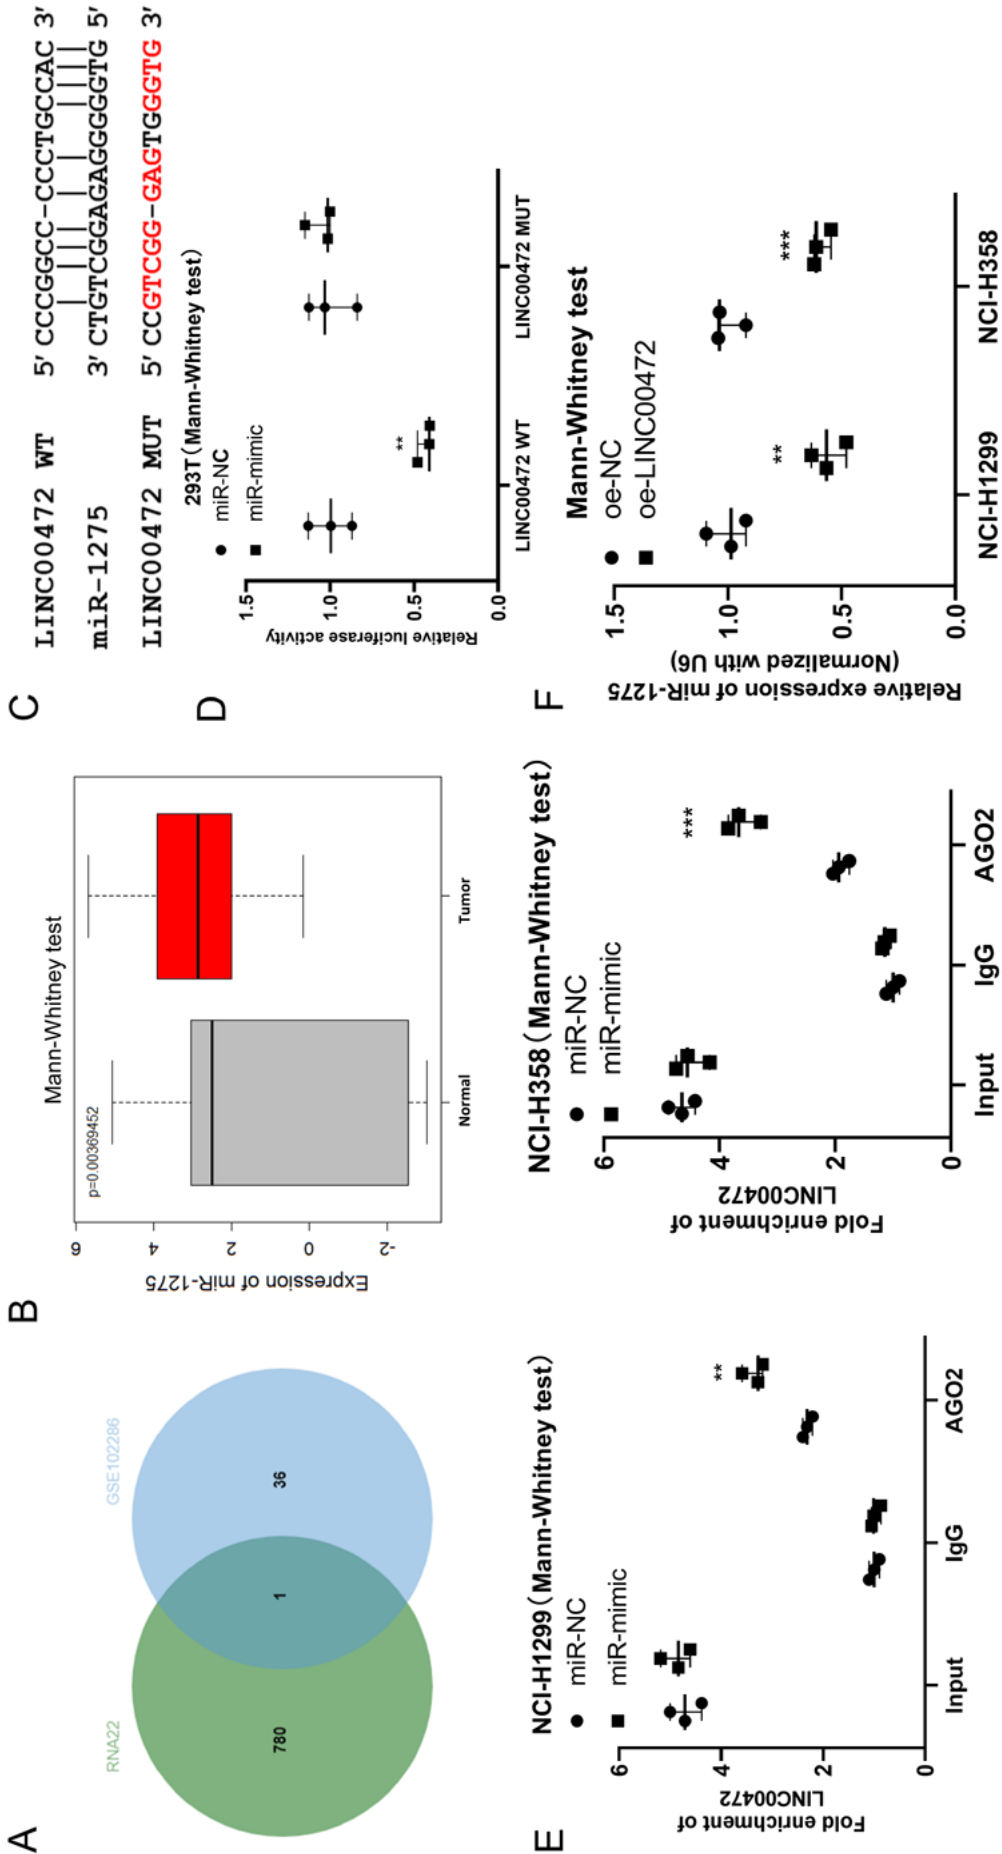 A
RNA22
GSE102286
780
1
36
B
Mann-Whitney test
p=0.00369452
Expression of miR-1275
6
4
2
0
-2
Normal
Tumor
C
LINC00472 WT 5' CCCGGCC-CCCTGCCAC 3'
miR-1275 3' CTGTCGGAGAGGGGGTG 5'
LINC00472 MUT 5' CCGTCGG-GAGTGGGTG 3'
D
293T(Mann-Whitney test)
miR-NC
miR-mimic
Relative luciferase activity
1.5
1.0
0.5
0.0
**
LINC00472 WT
LINC00472 MUT
E
NCI-H1299(Mann-Whitney test)
miR-NC
miR-mimic
Fold enrichment of
LINC00472
6
4
2
0
**
Input
IgG
AGO2
NCI-H358(Mann-Whitney test)
miR-NC
miR-mimic
Fold enrichment of
LINC00472
6
4
2
0
***
Input
IgG
AGO2
F
Mann-Whitney test
oe-NC
oe-LINC00472
Relative expression of miR-1275
(Normalized with U6)
1.5
1.0
0.5
0.0
**
***
NCI-H1299
NCI-H358